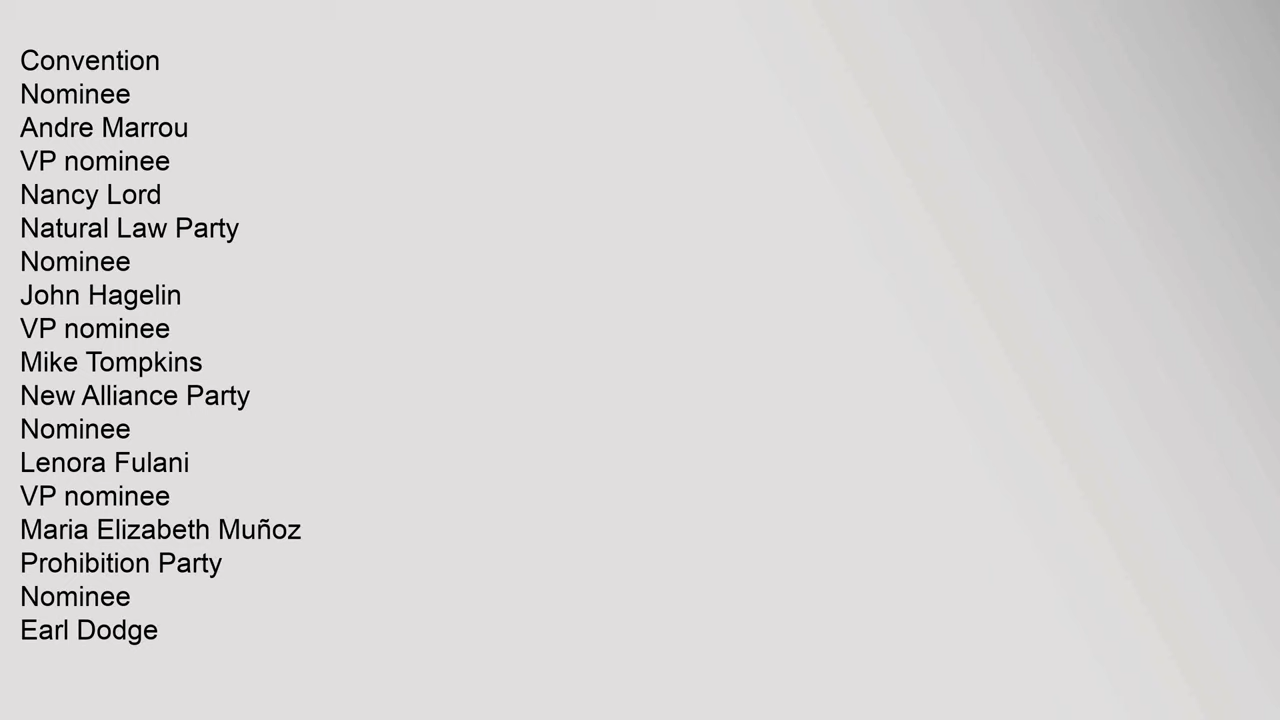 Convention
Nominee
Andre Marrou
VP nominee
Nancy Lord
Natural Law Party
Nominee
John Hagelin
VP nominee
Mike Tompkins
New Alliance Party
Nominee
Lenora Fulani
VP nominee
Maria Elizabeth Muñoz
Prohibition Party
Nominee
Earl Dodge